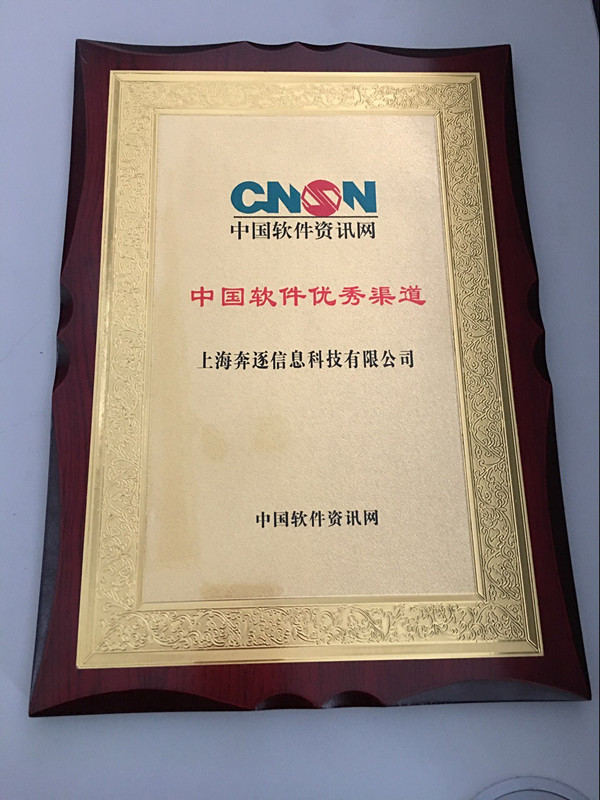 CNSN
中国软件资讯网
中国软件优秀渠道
上海奔逐信息科技有限公司
中国软件资讯网